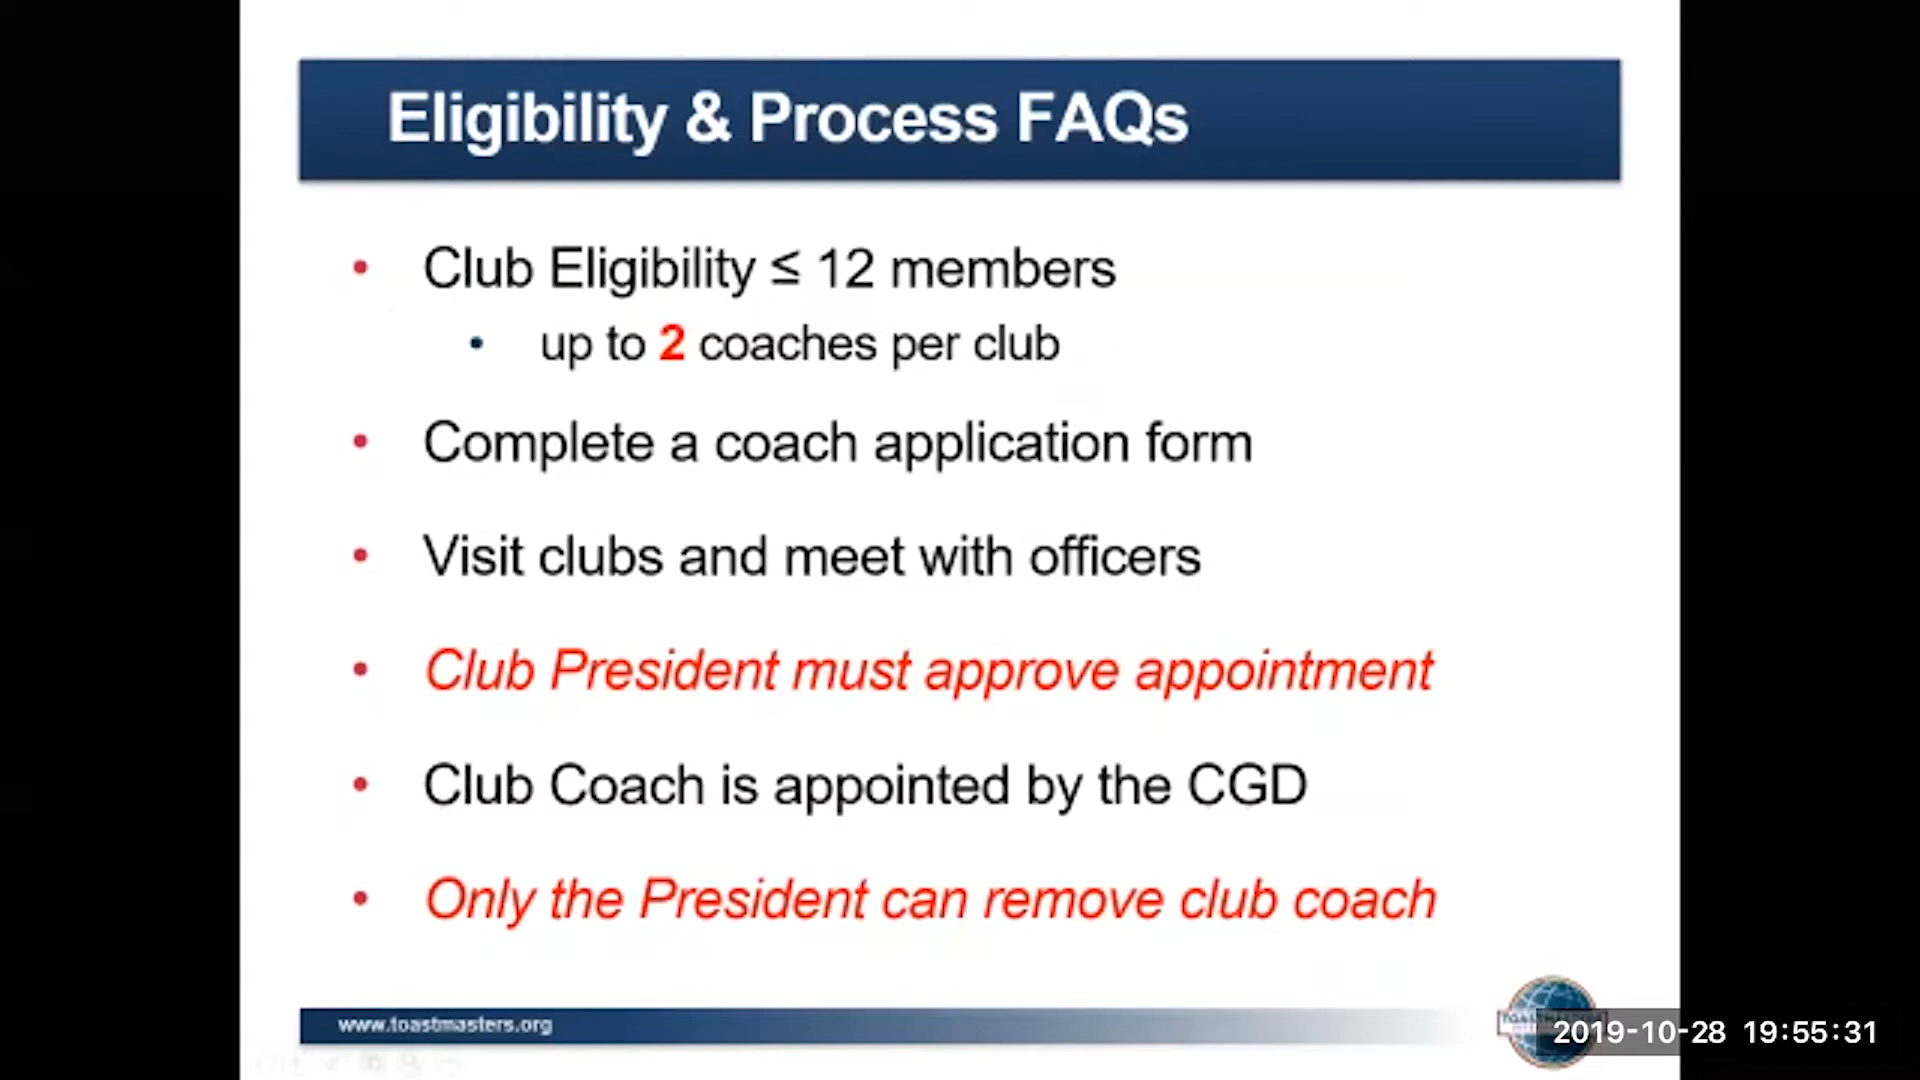 Eligibility & Process FAQs
• Club Eligibility ≤ 12 members
• up to 2 coaches per club
• Complete a coach application form
• Visit clubs and meet with officers
• Club President must approve appointment
• Club Coach is appointed by the CGD
• Only the President can remove club coach
www.toastmasters.org
2019-10-28 19:55:31